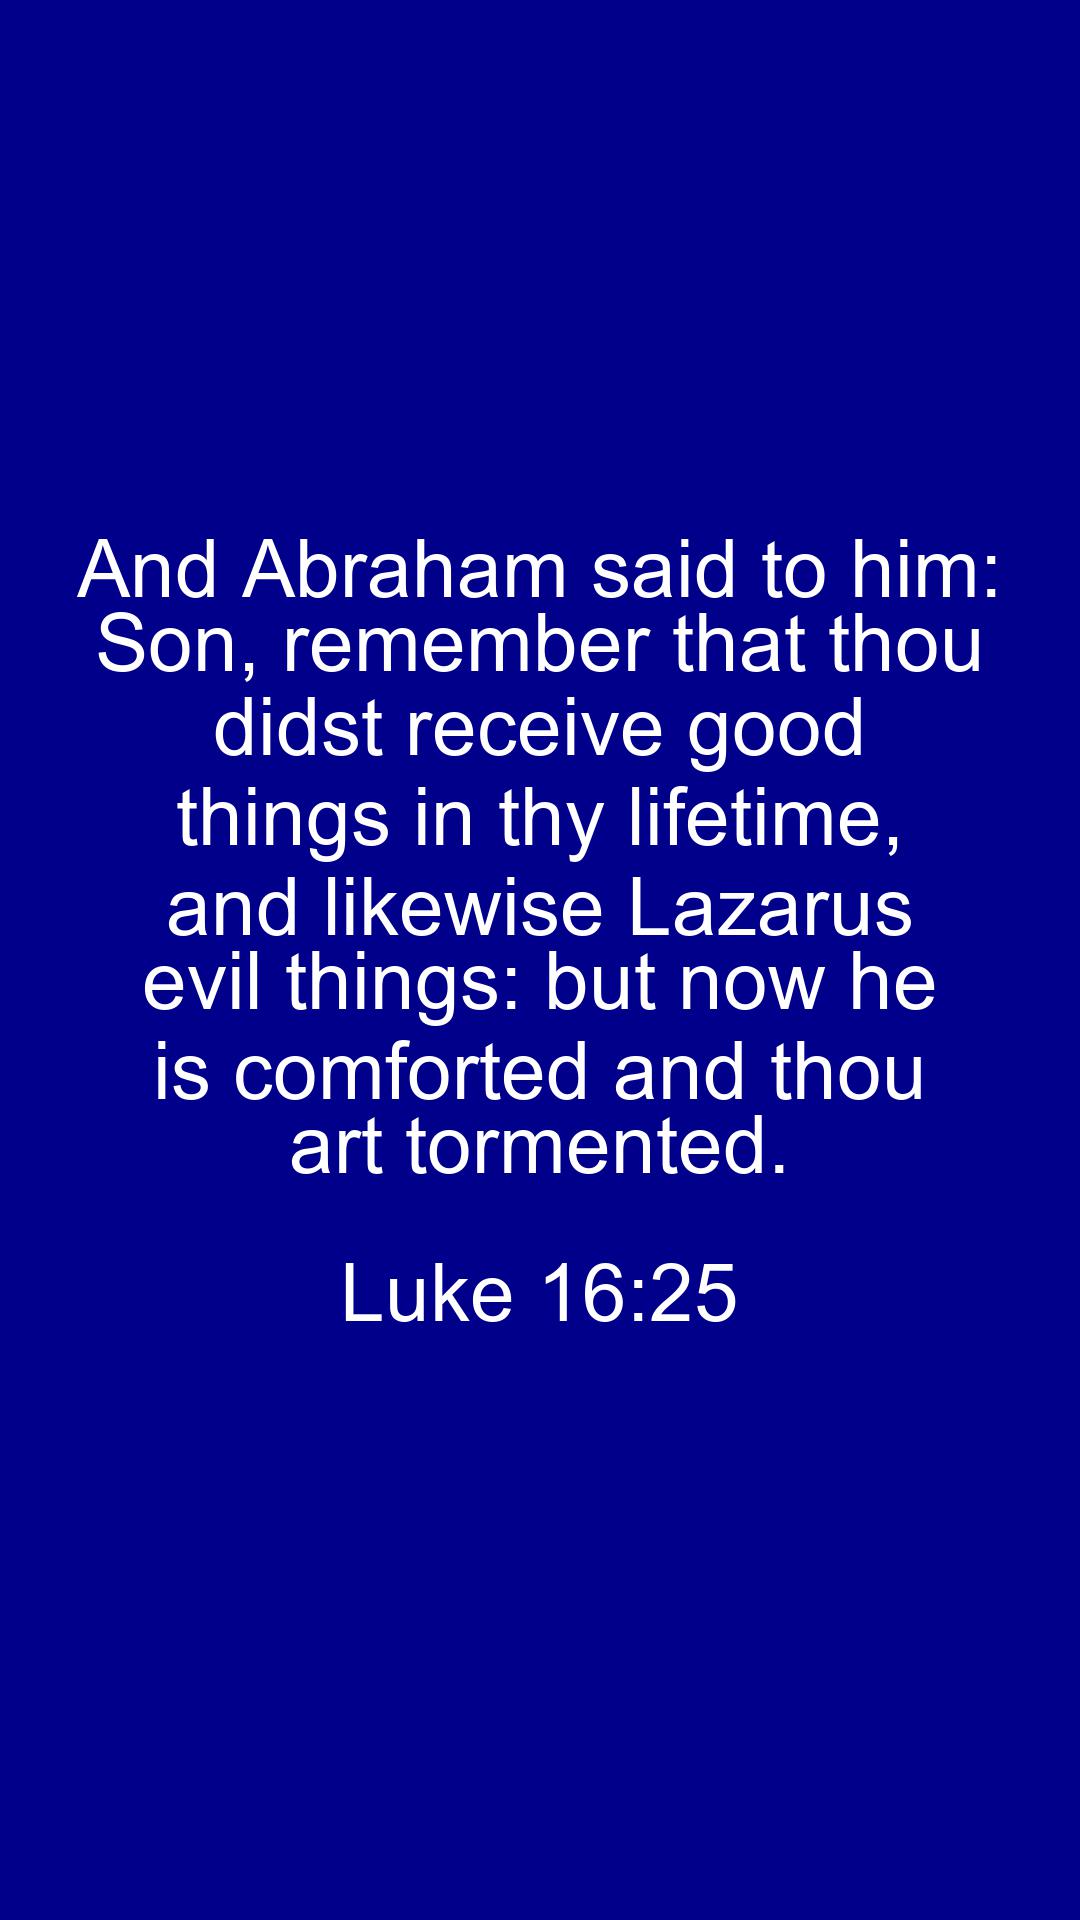 And Abraham said to him:
Son, remember that thou
didst receive good
things in thy lifetime,
and likewise Lazarus
evil things: but now he
is comforted and thou
art tormented.
Luke 16:25